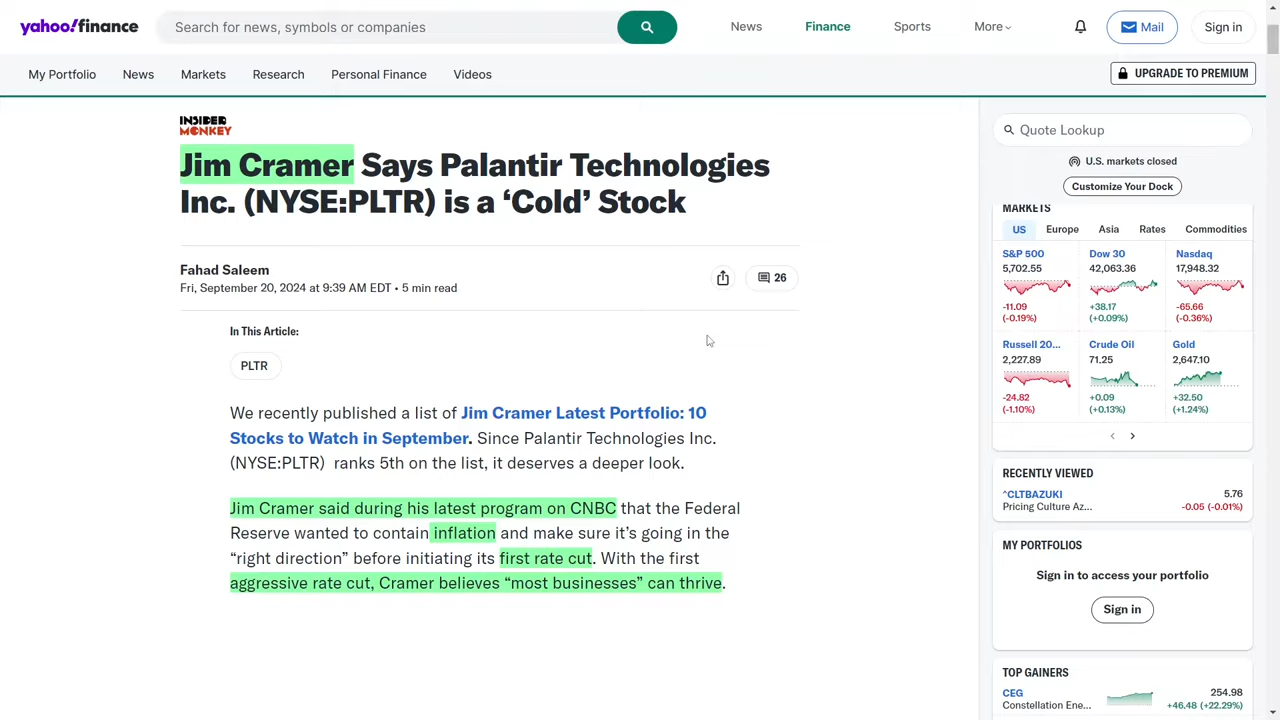 yahoo!finance
Search for news, symbols or companies
News
Finance
Sports
More
Mail
Sign in
My Portfolio
News
Markets
Research
Personal Finance
Videos
UPGRADE TO PREMIUM
INSIDER
MONKEY
Jim Cramer Says Palantir Technologies
Inc. (NYSE:PLTR) is a ‘Cold’ Stock
Fahad Saleem
Fri, September 20, 2024 at 9:39 AM EDT • 5 min read
26
In This Article:
PLTR
We recently published a list of Jim Cramer Latest Portfolio: 10
Stocks to Watch in September. Since Palantir Technologies Inc.
(NYSE:PLTR) ranks 5th on the list, it deserves a deeper look.
Jim Cramer said during his latest program on CNBC that the Federal
Reserve wanted to contain inflation and make sure it’s going in the
“right direction” before initiating its first rate cut. With the first
aggressive rate cut, Cramer believes “most businesses” can thrive.
Quote Lookup
U.S. markets closed
Customize Your Dock
MARKETS
US
Europe
Asia
Rates
Commodities
S&P 500
5,702.55
-11.09
(-0.19%)
Dow 30
42,063.36
+38.17
(+0.09%)
Nasdaq
17,948.32
-65.66
(-0.36%)
Russell 20...
2,227.89
-24.82
(-1.10%)
Crude Oil
71.25
+0.09
(+0.13%)
Gold
2,647.10
+32.50
(+1.24%)
RECENTLY VIEWED
^CLTBAZUKI
5.76
Pricing Culture Az...
-0.05 (-0.01%)
MY PORTFOLIOS
Sign in to access your portfolio
Sign in
TOP GAINERS
CEG
254.98
Constellation Ene...
+46.48 (+22.29%)